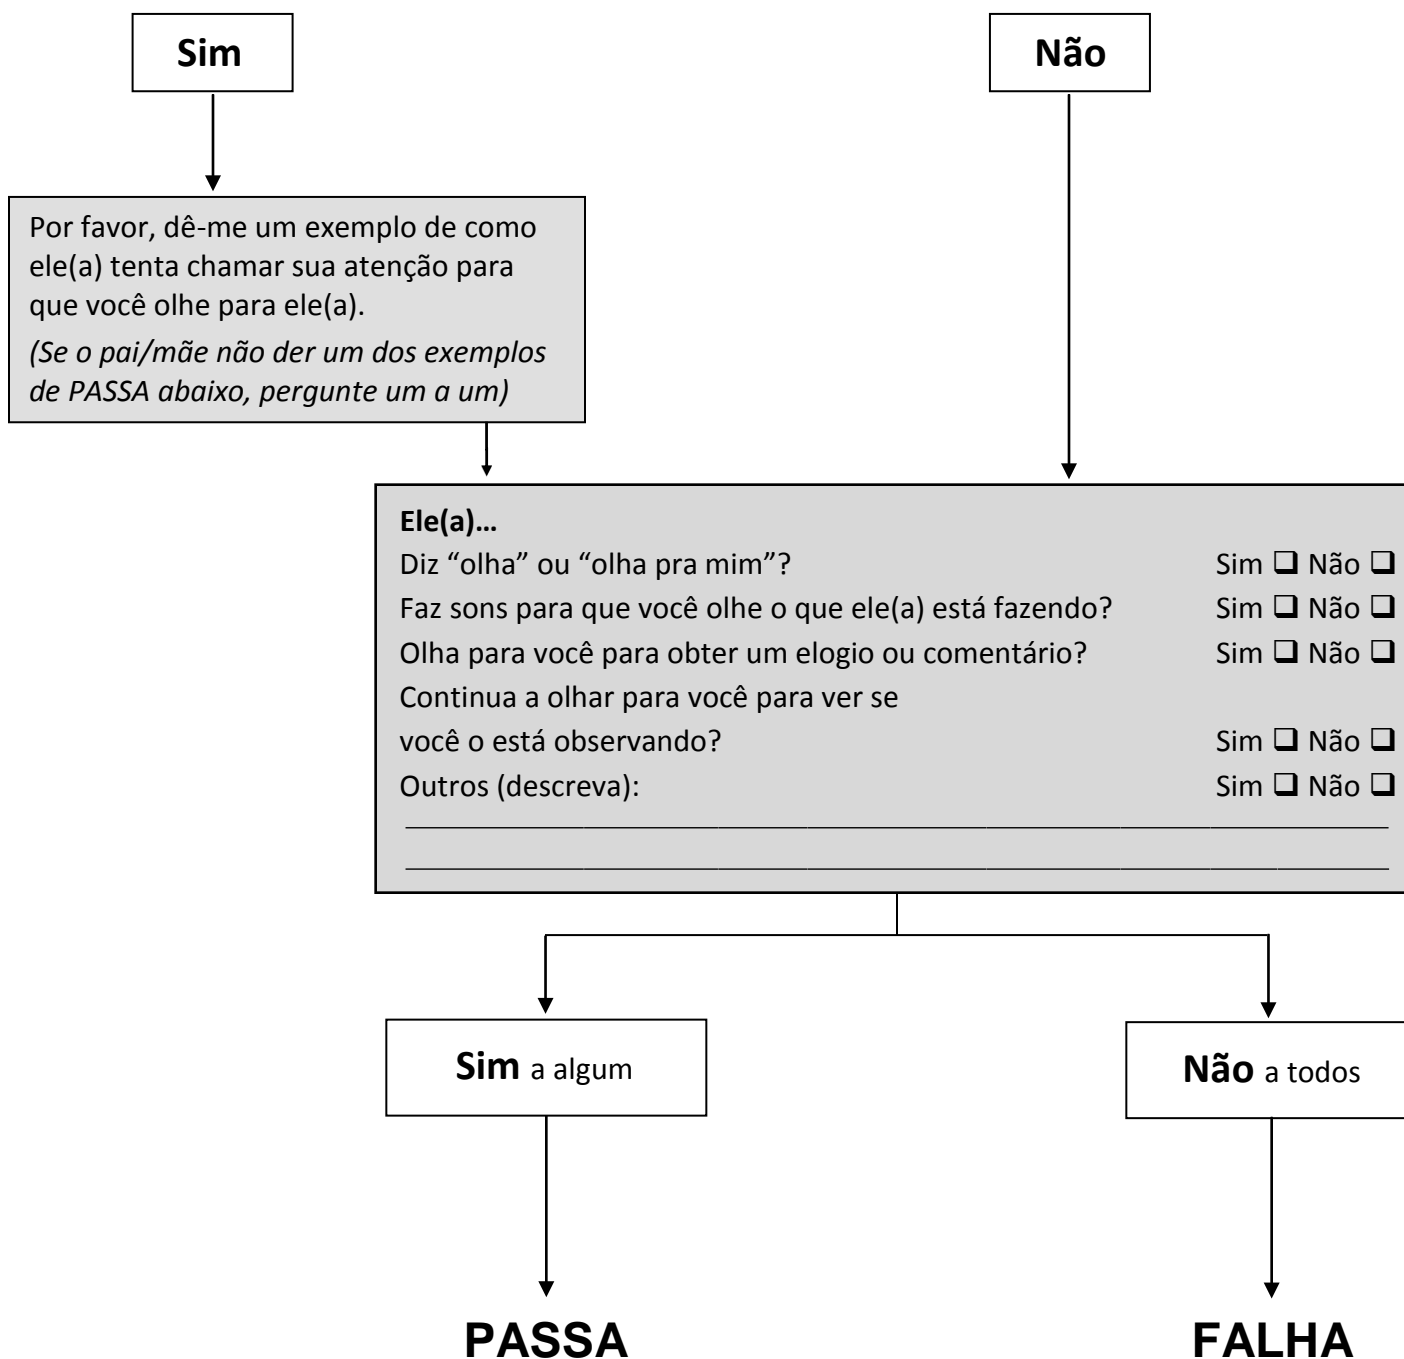 Sim
Não
Por favor, dê-me um exemplo de como
ele(a) tenta chamar sua atenção para
que você olhe para ele(a).
(Se o pai/mãe não der um dos exemplos
de PASSA abaixo, pergunte um a um)
Ele(a)…
Diz “olha” ou “olha pra mim”? Sim ❑ Não ❑
Faz sons para que você olhe o que ele(a) está fazendo? Sim ❑ Não ❑
Olha para você para obter um elogio ou comentário? Sim ❑ Não ❑
Continua a olhar para você para ver se
você o está observando? Sim ❑ Não ❑
Outros (descreva): Sim ❑ Não ❑
Sim a algum
Não a todos
PASSA
FALHA